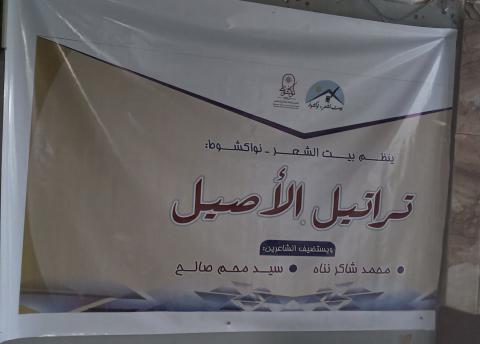 ينظم بيت الشعر - نواكشوط:
تراتيل الأصيل
ويستضيف الشاعرين:
• محمد شاكر نناه • سيد محم صالح